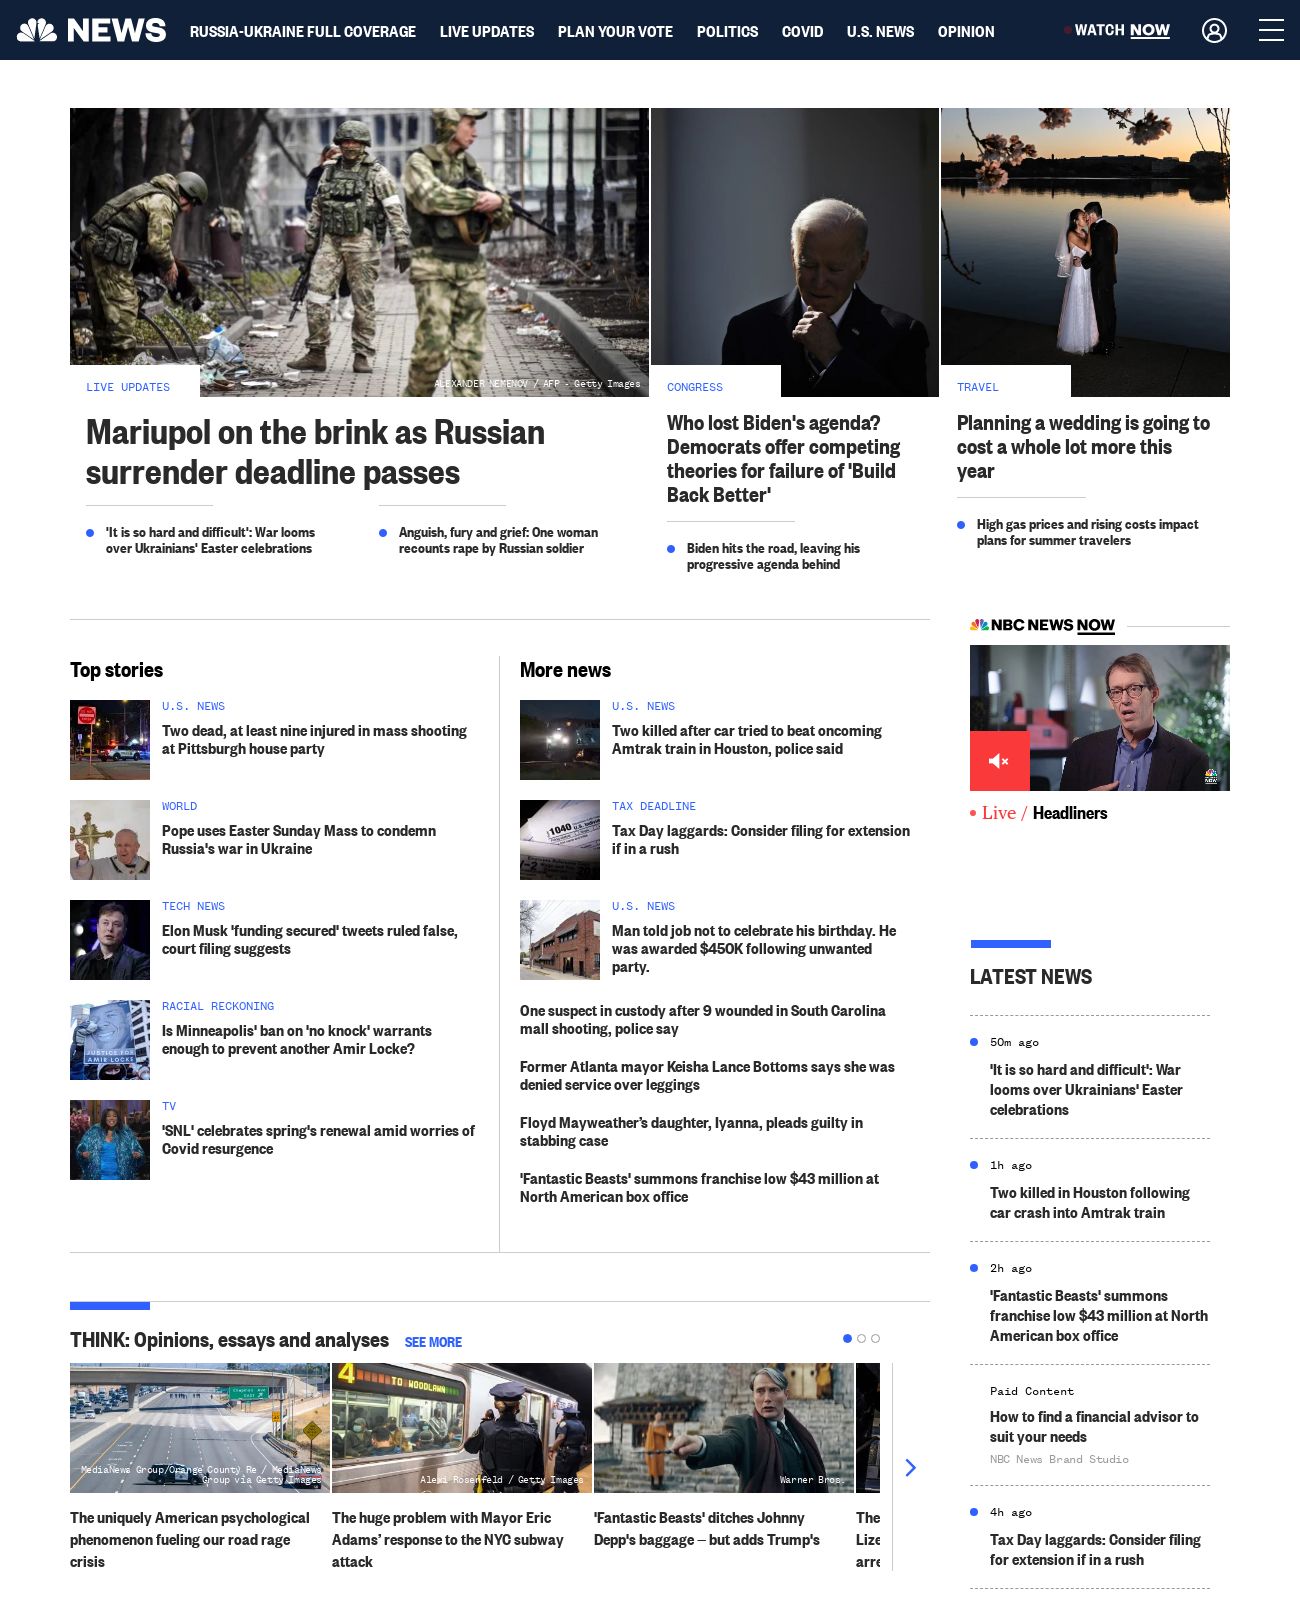 NEWS
RUSSIA-UKRAINE FULL COVERAGE
LIVE UPDATES
PLAN YOUR VOTE
POLITICS
COVID
U.S. NEWS
OPINION
WATCH NOW
ALEXANDER NEMENOV / AFP - Getty Images
LIVE UPDATES
Mariupol on the brink as Russian
surrender deadline passes
'It is so hard and difficult': War looms
over Ukrainians' Easter celebrations
Anguish, fury and grief: One woman
recounts rape by Russian soldier
CONGRESS
Who lost Biden's agenda?
Democrats offer competing
theories for failure of 'Build
Back Better'
Biden hits the road, leaving his
progressive agenda behind
TRAVEL
Planning a wedding is going to
cost a whole lot more this
year
High gas prices and rising costs impact
plans for summer travelers
Top stories
U.S. NEWS
Two dead, at least nine injured in mass shooting
at Pittsburgh house party
WORLD
Pope uses Easter Sunday Mass to condemn
Russia's war in Ukraine
TECH NEWS
Elon Musk 'funding secured' tweets ruled false,
court filing suggests
JUSTICE FOR
AMIR LOCKE
RACIAL RECKONING
Is Minneapolis' ban on 'no knock' warrants
enough to prevent another Amir Locke?
TV
'SNL' celebrates spring's renewal amid worries of
Covid resurgence
More news
U.S. NEWS
Two killed after car tried to beat oncoming
Amtrak train in Houston, police said
1040
TAX DEADLINE
Tax Day laggards: Consider filing for extension
if in a rush
U.S. NEWS
Man told job not to celebrate his birthday. He
was awarded $450K following unwanted
party.
One suspect in custody after 9 wounded in South Carolina
mall shooting, police say
Former Atlanta mayor Keisha Lance Bottoms says she was
denied service over leggings
Floyd Mayweather’s daughter, Iyanna, pleads guilty in
stabbing case
'Fantastic Beasts' summons franchise low $43 million at
North American box office
NBC NEWS NOW
Live / Headliners
LATEST NEWS
50m ago
'It is so hard and difficult': War
looms over Ukrainians' Easter
celebrations
1h ago
Two killed in Houston following
car crash into Amtrak train
2h ago
'Fantastic Beasts' summons
franchise low $43 million at North
American box office
Paid Content
How to find a financial advisor to
suit your needs
NBC News Brand Studio
4h ago
Tax Day laggards: Consider filing
for extension if in a rush
THINK: Opinions, essays and analyses
SEE MORE
MediaNews Group/Orange County Re / MediaNews
Group via Getty Images
The uniquely American psychological
phenomenon fueling our road rage
crisis
4 TO WOODLAWN
Alexi Rosenfeld / Getty Images
The huge problem with Mayor Eric
Adams’ response to the NYC subway
attack
Warner Bros.
'Fantastic Beasts' ditches Johnny
Depp's baggage — but adds Trump's
The
Lize
arre